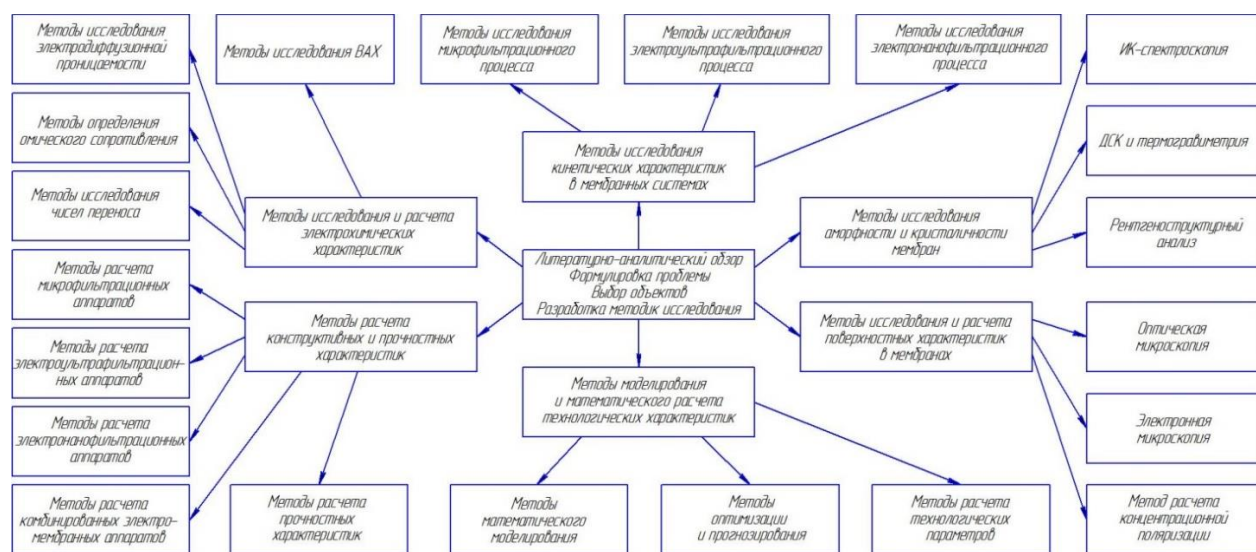 Методы исследования
электродиффузионной
проницаемости
Методы исследования ВАХ
Методы исследования
микрофильтрационного
процесса
Методы исследования
электроультрафильтрационного
процесса
Методы исследования
электронанофильтрационного
процесса
ИК-спектроскопия
Методы определения
омического сопротивления
Методы исследования
кинетических характеристик
в мембранных системах
ДСК и термогравиметрия
Методы исследования
чисел переноса
Методы исследования и расчета
электрохимических
характеристик
Методы исследования
аморфности и кристаличности
мембран
Рентгеноструктурный
анализ
Литературно-аналитический обзор
Формулировка проблемы
Выбор объектов
Разработка методик исследования
Методы расчета
микрофильтрационных
аппаратов
Методы расчета
конструктивных и прочностных
характеристик
Методы исследования и расчета
поверхностных характеристик
в мембранах
Оптическая
микроскопия
Методы расчета
электроультрафильтрацион-
ных аппаратов
Методы моделирования
и математического расчета
технологических характеристик
Методы расчета
электронанофильтрационных
аппаратов
Электронная
микроскопия
Методы расчета
комбинированных электро-
мембранных аппаратов
Методы расчета
прочностных
характеристик
Методы
математического
моделирования
Методы
оптимизации
и прогнозирования
Методы расчета
технологических
параметров
Метод расчета
концентрационной
поляризации